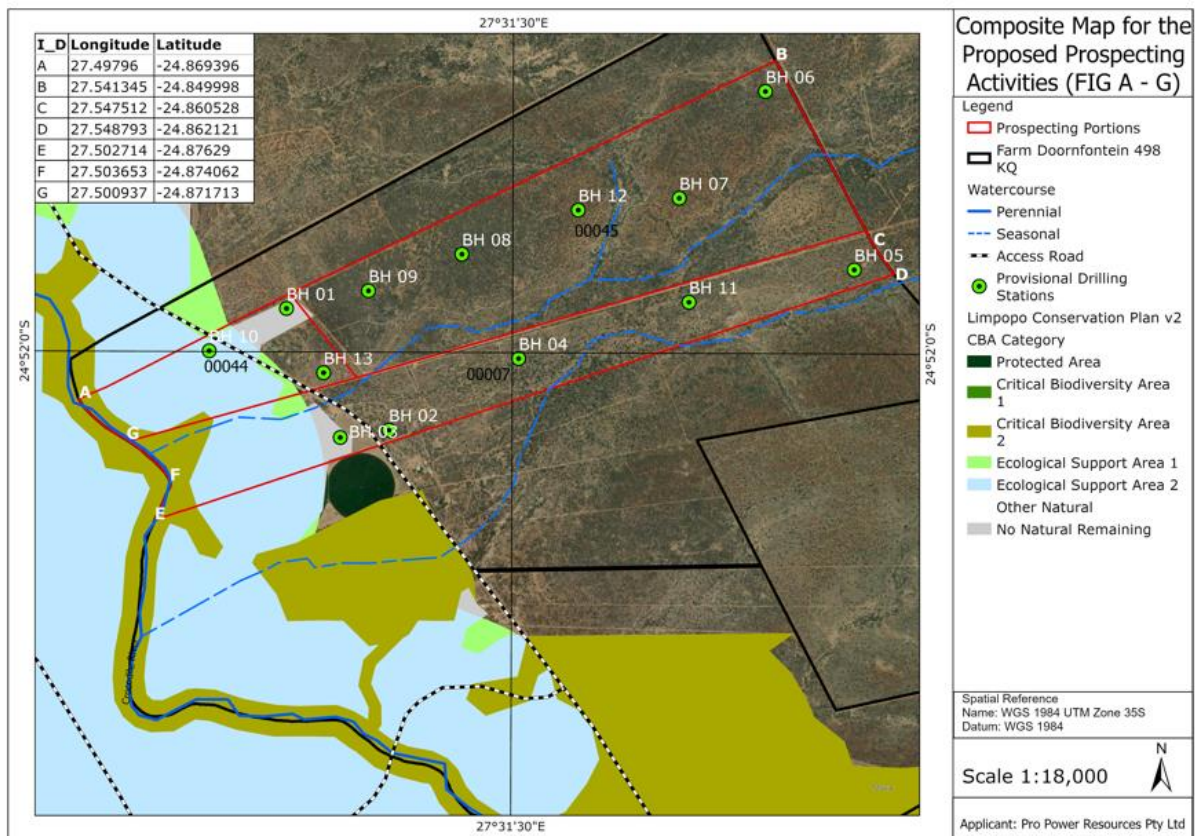 27°31'30"E
I_D Longitude Latitude
A 27.49796 -24.869396
B 27.541345 -24.849998
C 27.547512 -24.860528
D 27.548793 -24.862121
E 27.502714 -24.87629
F 27.503653 -24.874062
G 27.500937 -24.871713
B
BH 06
BH 07
BH 12
00045
C
BH 08
BH 05
D
BH 09
BH 11
BH 01
BH 10
00044
BH 04
00007
BH 13
A
G
BH 02
BH 03
F
E
24°52'0"S
24°52'0"S
27°31'30"E
Composite Map for the
Proposed Prospecting
Activities (FIG A - G)
Legend
Prospecting Portions
Farm Doornfontein 498
KQ
Watercourse
Perennial
Seasonal
Access Road
Provisional Drilling
Stations
Limpopo Conservation Plan v2
CBA Category
Protected Area
Critical Biodiversity Area
1
Critical Biodiversity Area
2
Ecological Support Area 1
Ecological Support Area 2
Other Natural
No Natural Remaining
Spatial Reference
Name: WGS 1984 UTM Zone 35S
Datum: WGS 1984
N
Scale 1:18,000
Applicant: Pro Power Resources Pty Ltd